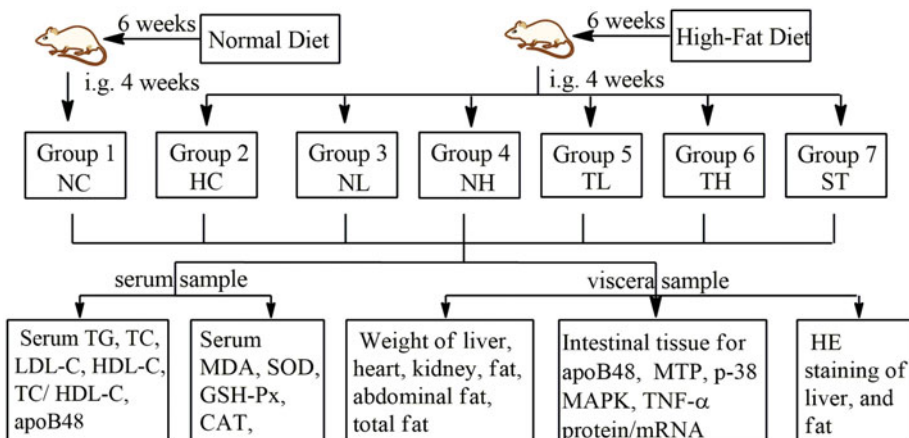 6 weeks
Normal Diet
6 weeks
High-Fat Diet
i.g. 4 weeks
i.g. 4 weeks
Group 1
NC
Group 2
HC
Group 3
NL
Group 4
NH
Group 5
TL
Group 6
TH
Group 7
ST
serum sample
viscera sample
Serum TG, TC,
LDL-C, HDL-C,
TC/ HDL-C,
apoB48
Serum
MDA, SOD,
GSH-Px,
CAT,
Weight of liver,
heart, kidney, fat,
abdominal fat,
total fat
Intestinal tissue for
apoB48, MTP, p-38
MAPK, TNF-α
protein/mRNA
HE
staining of
liver, and
fat